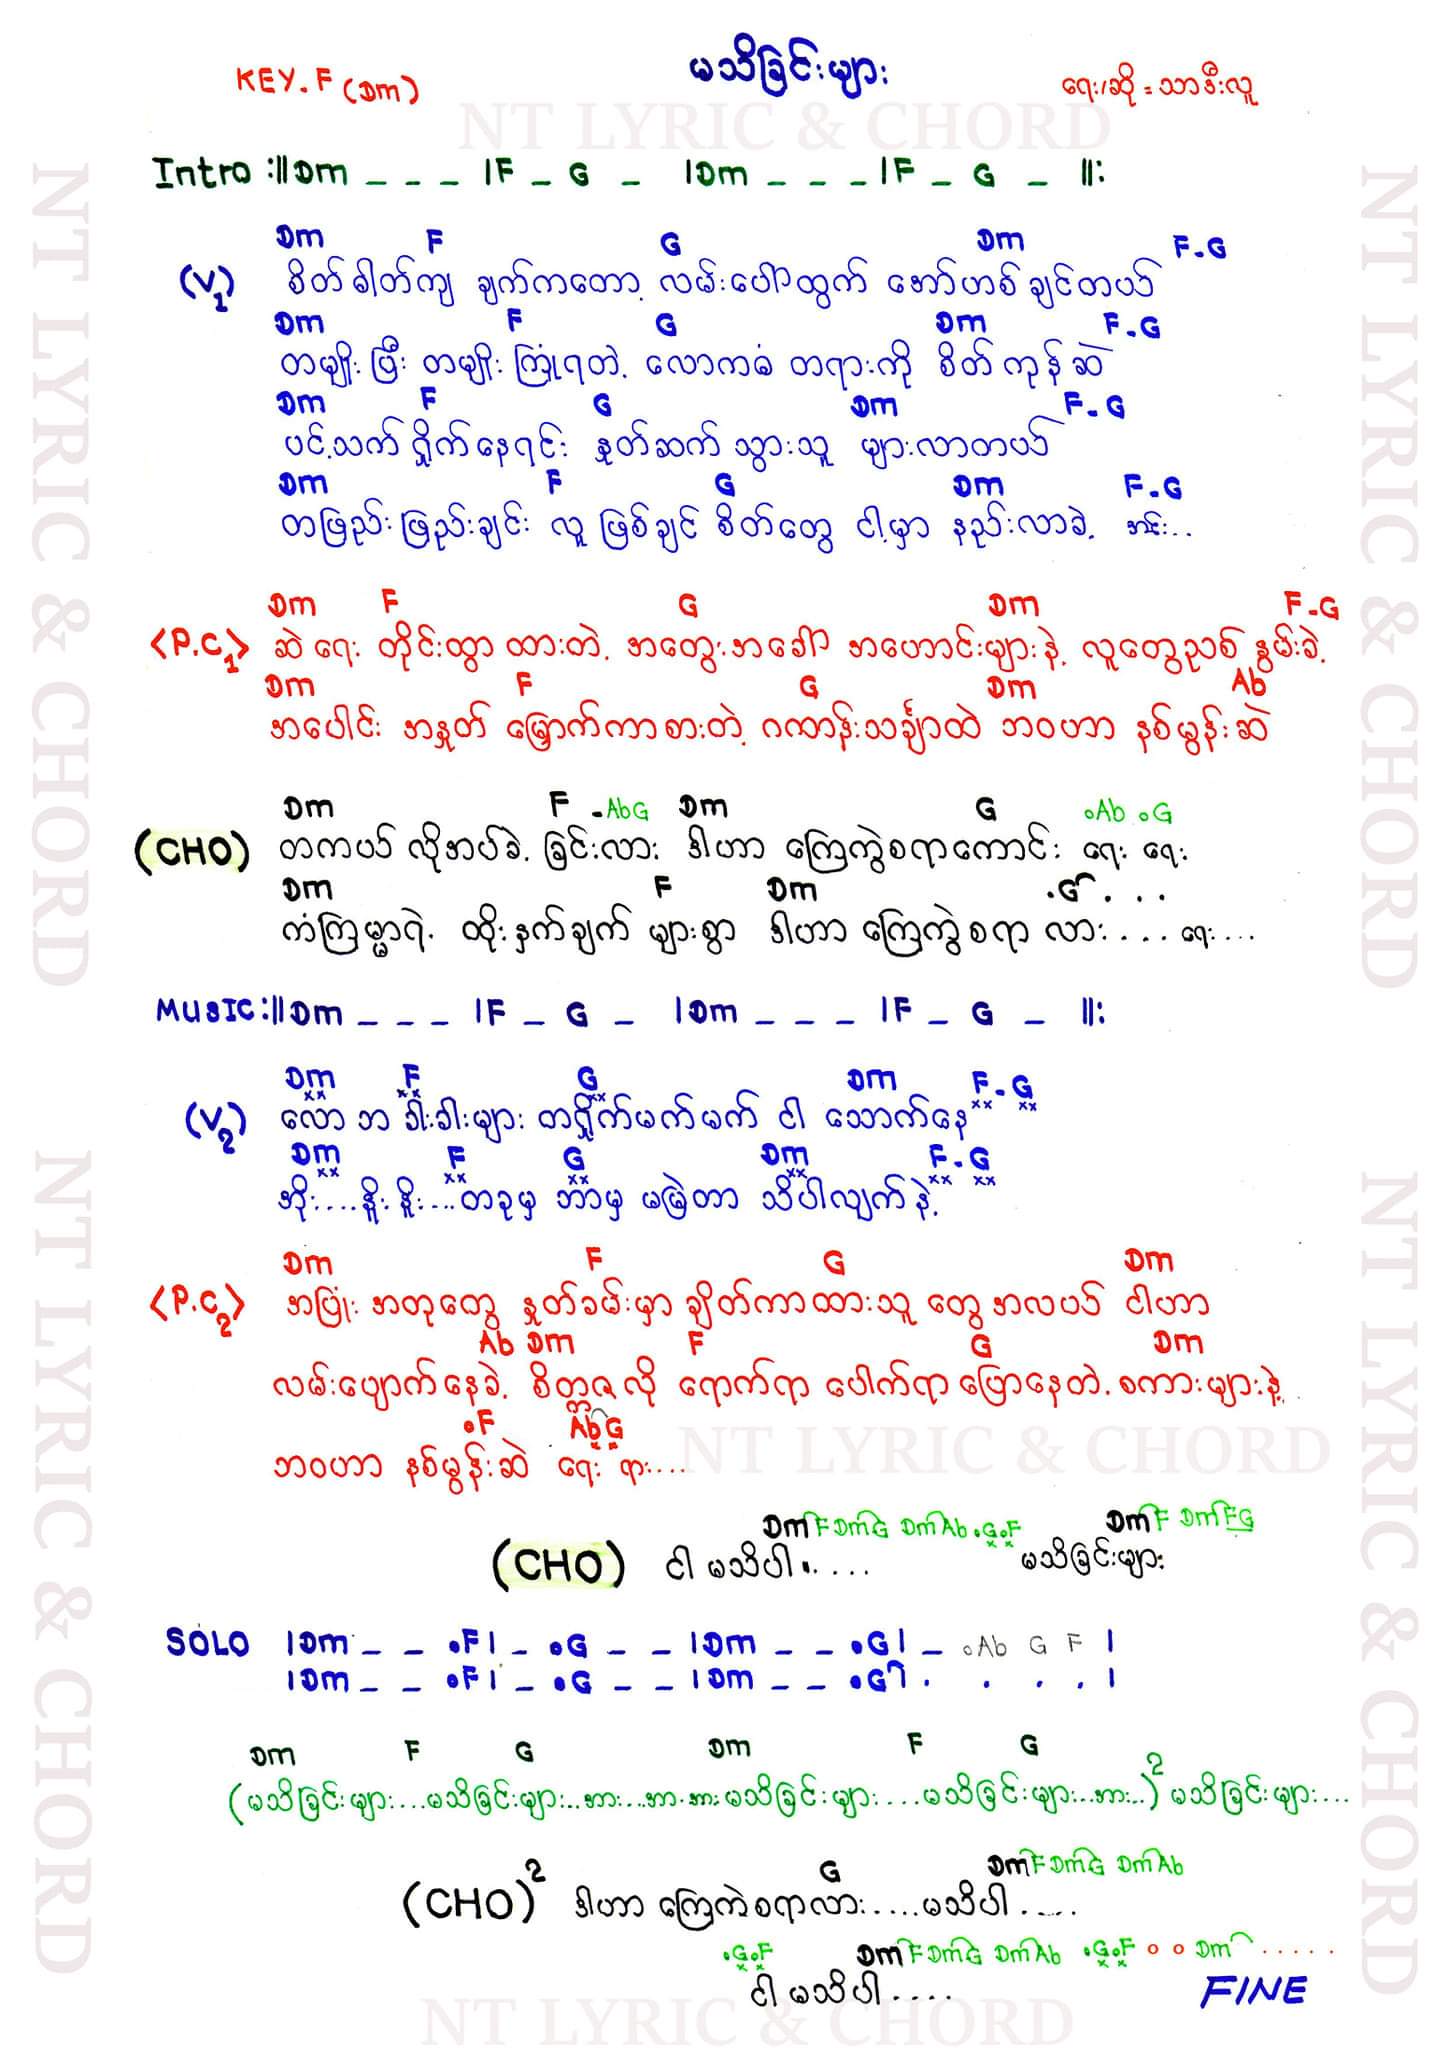 မသိခြင်းများ
KEY. F (Dm)
ရေး/ဆို = သာဒီးလူ
NT LYRIC & CHORD
Intro :||Dm _ _ _ |F _ G _ |Dm _ _ _ |F _ G _ ||:
Dm F G Dm F-G
(V1) စိတ်ဓါတ်ကျ ချက်ကတော့ လမ်းပေါ်ထွက် အော်ဟစ်ချင်တယ်
Dm F G Dm F-G
တမျိုးပြီး တမျိုးကြုံရတဲ့ လောကဓံ တရားကို စိတ်ကုန်ဆဲ
Dm F G Dm F-G
ပင့်သက်ရှိုက်နေရင်း နှုတ်ဆက်သွားသူ များလာတယ်
Dm F G Dm F-G
တဖြည်းဖြည်းချင်း လူဖြစ်ချင်စိတ်တွေ ငါ့မှာ နည်းလာခဲ့ အင်း..
Dm F G Dm F-G
<P.C1> ဆဲရေး တိုင်းထွာထားတဲ့ အတွေးအခေါ် အဟောင်းများနဲ့ လူတွေညစ်နွမ်းခဲ့
Dm F G Dm Ab
အပေါင်း အနှုတ် မြှောက်ကာစားတဲ့ ဂဏန်းသင်္ချာထဲ ဘဝဟာ နစ်မွန်းဆဲ
Dm F -AbG Dm G Ab G
(CHO) တကယ် လိုအပ်ခဲ့ခြင်းလား ဒါဟာ ကြေကွဲစရာကောင်း ရေး ရေး
Dm F Dm .G . . .
ကံကြမ္မာရဲ့ ထိုးနှက်ချက် များစွာ ဒါဟာ ကြေကွဲစရာ လား.... ရေး...
Music:||Dm _ _ _ |F _ G _ |Dm _ _ _ |F _ G _ ||:
Dm F G Dm F-G
(V2) လောဘ ခါးခါးများ တရှိုက်မက်မက် ငါ သောက်နေ
Dm F G Dm F-G
အိုး.... နိုး နိုး....တခုမှ ဘာမှ မမြဲတာ သိပါလျက်နဲ့
Dm F G Dm
<P.C2> အပြုံး အတုတွေ နှုတ်ခမ်းမှာ ချိတ်ကာထားသူ တွေအလယ် ငါဟာ
Ab Dm F G Dm
လမ်းပျောက်နေခဲ့ စိတ္တဇလို ရောက်ရာ ပေါက်ရာ ပြောနေတဲ့ စကားများနဲ့
.F AbG
ဘဝဟာ နစ်မွန်းဆဲ ရေး ရား....
NT LYRIC & CHORD
Dm F DmG DmAb .G.F Dm F DmFG
(CHO) ငါ မသိပါ..... မသိခြင်းများ
SOLO |Dm _ _ .F| _ .G _ _ |Dm _ _ .G| _ .Ab G F |
|Dm _ _ .F| _ .G _ _ |Dm _ _ .G| . . . . |
Dm F G Dm F G
(မသိခြင်းများ...မသိခြင်းများ...အား...အာ.အား မသိခြင်းများ....မသိခြင်းများ...အား..)2 မသိခြင်းများ....
G DmF DmG DmAb
(CHO)2 ဒါဟာ ကြေကွဲစရာလား....မသိပါ.....
.G.F DmF DmG DmAb .G.F o o Dm .....
ငါ မသိပါ....
FINE
NT LYRIC & CHORD
NT LYRIC & CHORD
NT LYRIC & CHORD
NT LYRIC & CHORD
NT LYRIC & CHORD